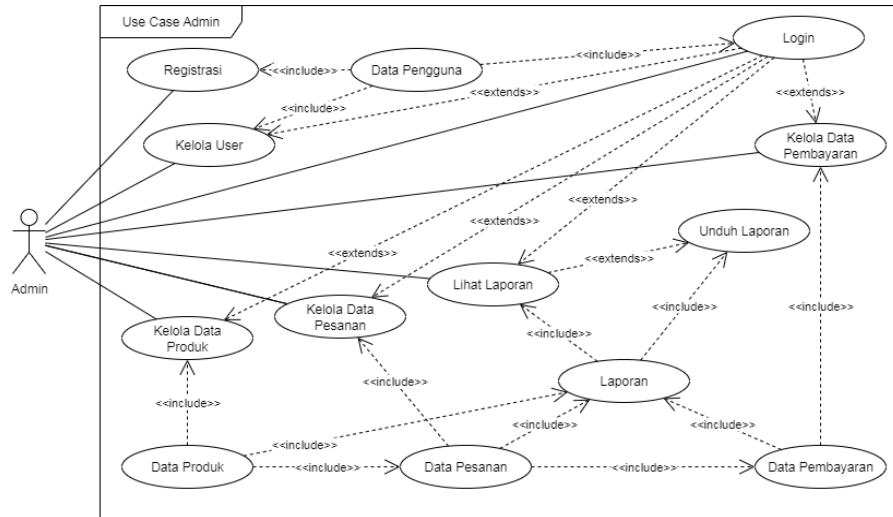 Use Case Admin
Login
Registrasi
<<include>>
Data Pengguna
<<include>>
<<extends>>
<<include>>
<<extends>>
Kelola User
Kelola Data
Pembayaran
<<extends>>
<<extends>>
<<extends>>
Unduh Laporan
<<extends>>
Admin
Lihat Laporan
Kelola Data
Pesanan
Kelola Data
Produk
<<include>>
<<include>>
<<include>>
Laporan
<<include>>
<<include>>
<<include>>
<<include>>
<<include>>
<<include>>
Data Produk
<<include>>
Data Pesanan
<<include>>
Data Pembayaran